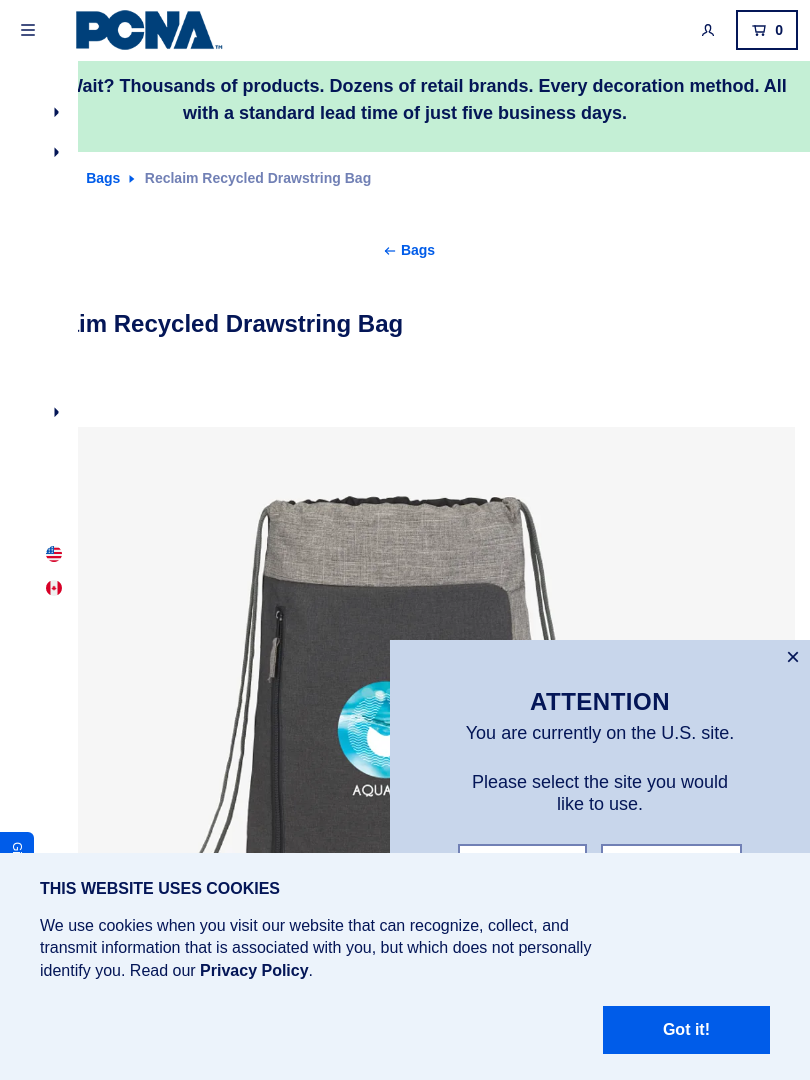 PCNA™
0
Wait? Thousands of products. Dozens of retail brands. Every decoration method. All
with a standard lead time of just five business days.
Bags
Reclaim Recycled Drawstring Bag
← Bags
im Recycled Drawstring Bag
AQUA
ATTENTION
You are currently on the U.S. site.
Please select the site you would
like to use.
THIS WEBSITE USES COOKIES
We use cookies when you visit our website that can recognize, collect, and
transmit information that is associated with you, but which does not personally
identify you. Read our Privacy Policy.
Got it!